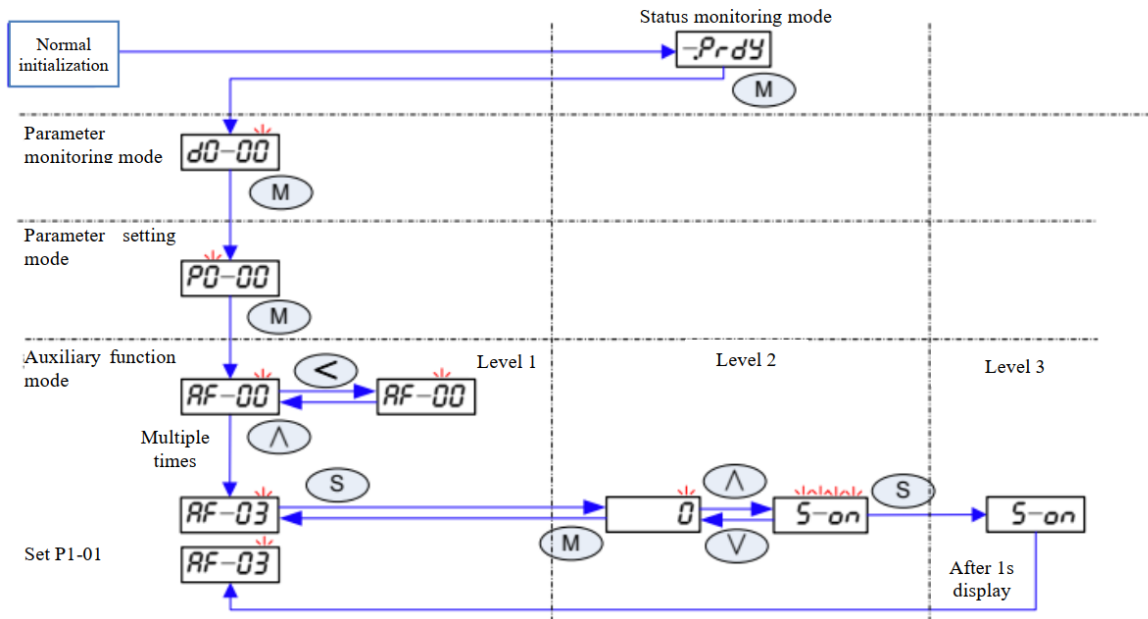 Status monitoring mode
Normal
initialization
-.Prdy
M
Parameter
monitoring mode
d0-00
M
Parameter setting
mode
P0-00
M
Auxiliary function
mode
Level 1
Level 2
Level 3
<
AF-00
AF-00
Multiple
times
∧
S
∧
S
AF-03
0
S-on
S-on
M
∨
Set P1-01
AF-03
After 1s
display